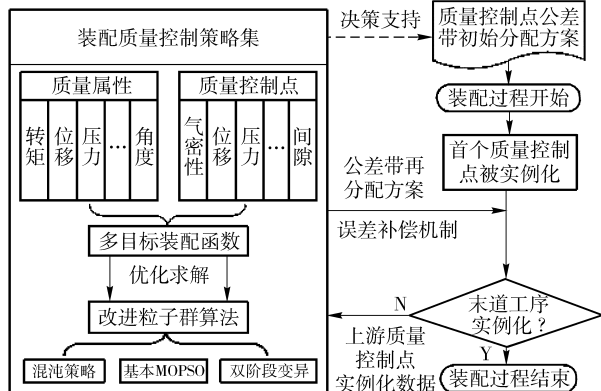 装配质量控制策略集
质量属性
转矩
位移
压力
…
角度
质量控制点
气密性
位移
压力
…
间隙
多目标装配函数
优化求解
改进粒子群算法
混沌策略
基本MOPSO
双阶段变异
决策支持
质量控制点公差
带初始分配方案
装配过程开始
首个质量控制
点被实例化
公差带再
分配方案
误差补偿机制
末道工序
实例化？
N
Y
上游质量
控制点
实例化数据
装配过程结束